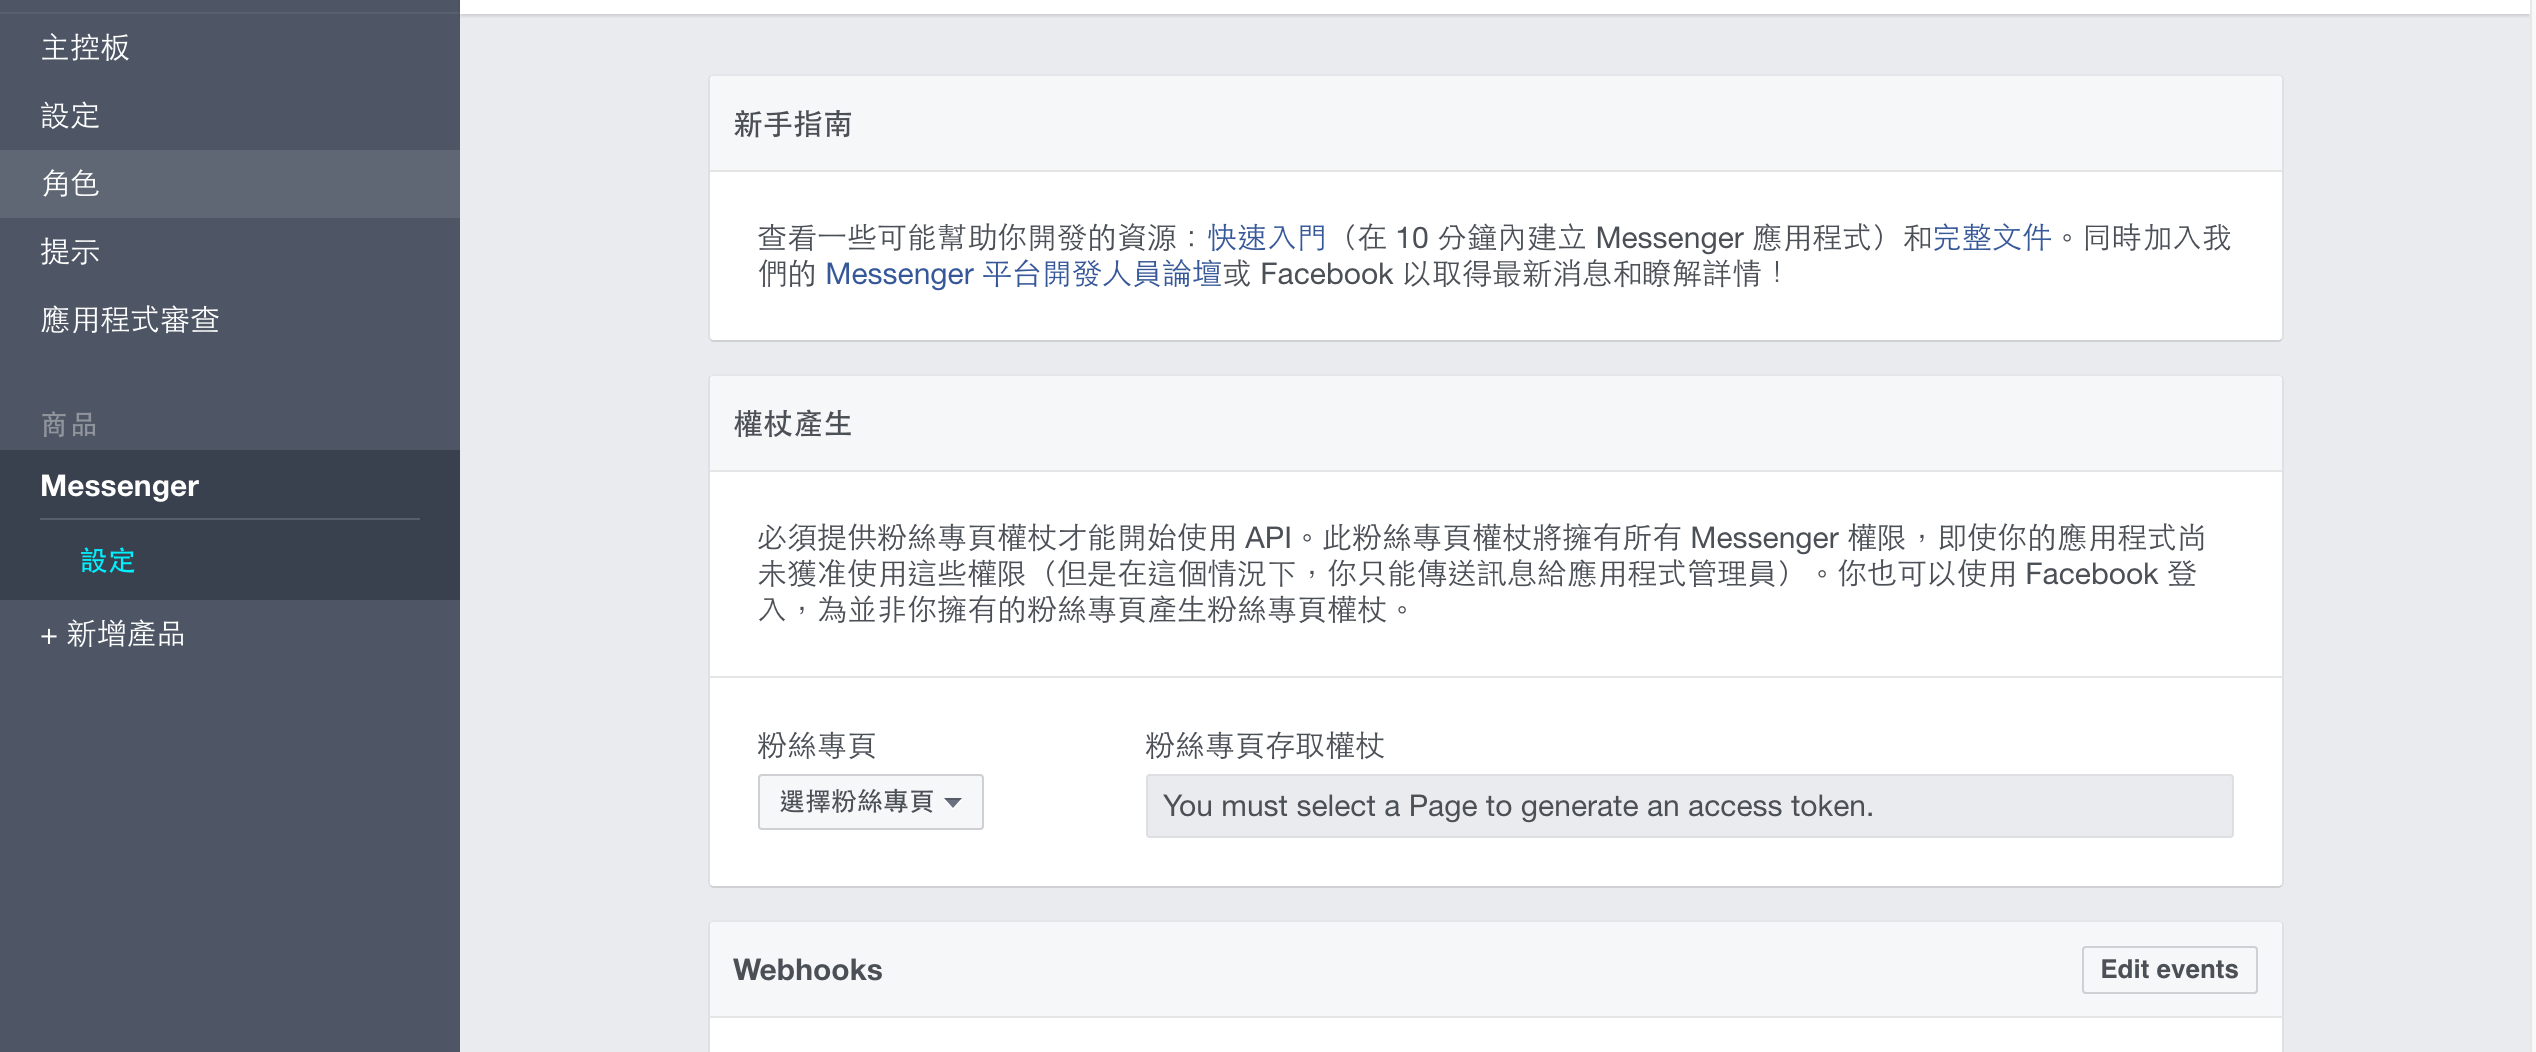 主控板
設定
角色
提示
應用程式審查
商品
Messenger
設定
+ 新增產品
新手指南
查看一些可能幫助你開發的資源：快速入門（在 10 分鐘內建立 Messenger 應用程式）和完整文件。同時加入我
們的 Messenger 平台開發人員論壇或 Facebook 以取得最新消息和瞭解詳情！
權杖產生
必須提供粉絲專頁權杖才能開始使用 API。此粉絲專頁權杖將擁有所有 Messenger 權限，即使你的應用程式尚
未獲准使用這些權限（但是在這個情況下，你只能傳送訊息給應用程式管理員）。你也可以使用 Facebook 登
入，為並非你擁有的粉絲專頁產生粉絲專頁權杖。
粉絲專頁
選擇粉絲專頁
粉絲專頁存取權杖
You must select a Page to generate an access token.
Webhooks
Edit events